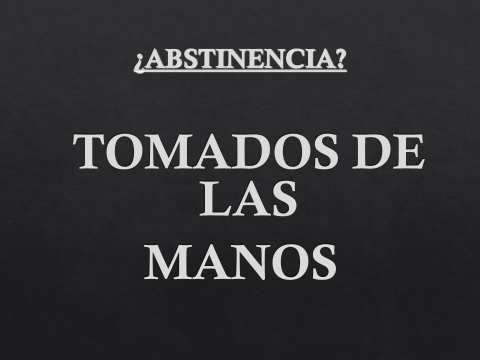 ¿ABSTINENCIA?
TOMADOS DE
LAS
MANOS